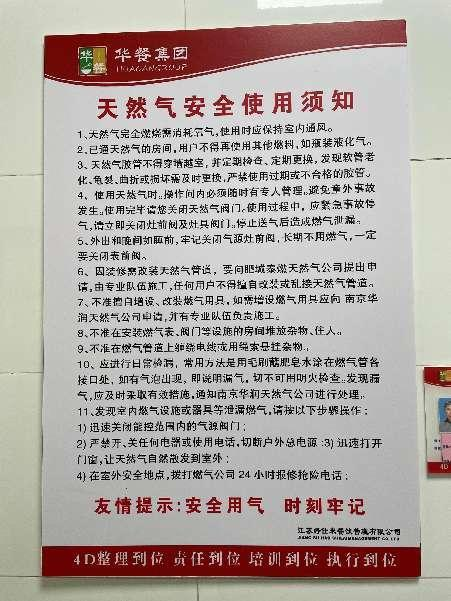 华餐集团
HUACANGROUP
天然气安全使用须知
1、天然气完全燃烧需消耗氧气,使用时应保持室内通风。
2、已通天然气的房间,用户不得再使用其他燃料,如瓶装液化气。
3、天然气胶管不得穿墙越室,并定期检查、定期更换,发现软管老
化、龟裂、曲折或损坏需及时更换,严禁使用过期或不合格的胶管。
4、使用天然气时,操作间内必须随时有专人管理。避免意外事故
发生。使用完毕请您关闭天然气阀门。使用过程中,应紧急事故停
气,请立即关闭灶前阀及灶具阀门。停止送气后造成燃气泄漏。
5、外出和晚间如睡前,牢记关闭气源灶前阀,长期不用燃气,一定
要关闭表前阀。
6、因装修需改装天然气管道,要向肥城泰燃天然气公司提出申
请,由专业队伍施工,任何用户不得擅自改装或乱接天然气管道。
7、不准擅自增设、改装燃气用具,如需增设燃气用具应向 南京华
润天然气公司申请,并有专业队伍负责施工。
8、不准在安装燃气表、阀门等设施的房间堆放杂物、住人。
9、不准在燃气管道上缠绕电线或用绳索悬挂杂物。
10、应进行日常检漏,常用方法是用毛刷蘸肥皂水涂在燃气管各
接口处,如有气泡出现,即说明漏气,切不可用明火检查。发现漏
气,应及时采取有效措施,通知南京华润天然气公司进行处理。
11、发现室内燃气设施或器具等泄漏燃气,请按以下步骤操作:
1)迅速关闭能控范围内的气源阀门;
2)严禁开、关任何电器或使用电话,切断户外总电源 :3)迅速打开
门窗,让天然气自然散发到室外;
4)在室外安全地点,拨打燃气公司24小时报修抢险电话;
友情提示:安全用气 时刻牢记
4D整理到位 责任到位 培训到位 执行到位
4D